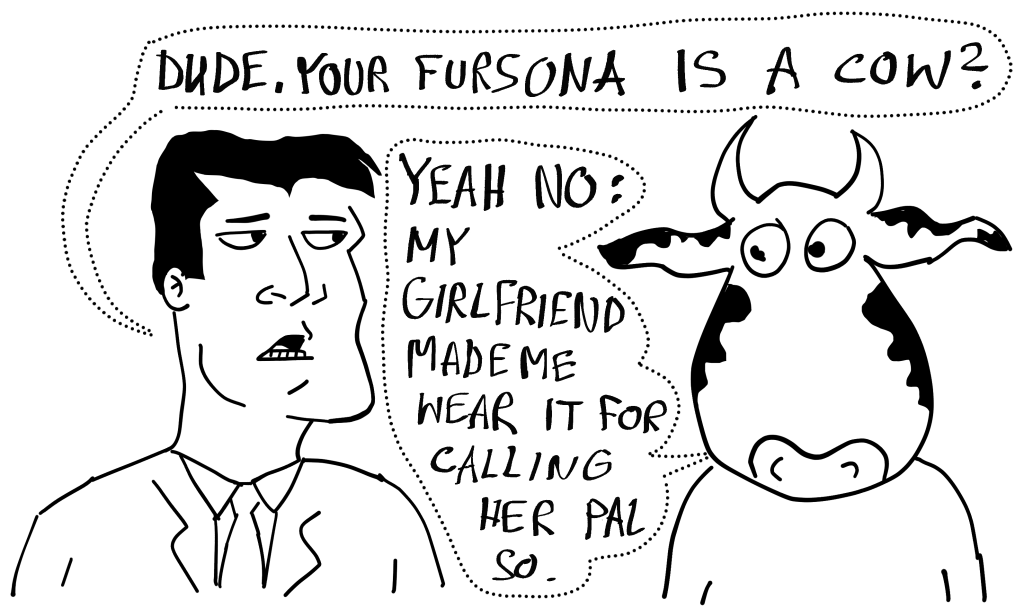 DUDE. YOUR FURSONA IS A COW?
YEAH NO:
MY
GIRLFRIEND
MADE ME
WEAR IT FOR
CALLING
HER PAL
SO.